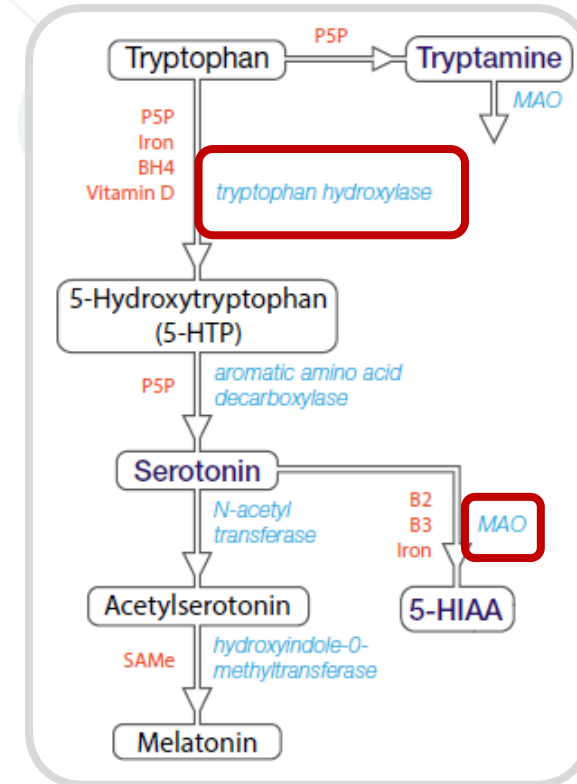 P5P
Tryptophan
Tryptamine
MAO
P5P
Iron
BH4
Vitamin D
tryptophan hydroxylase
5-Hydroxytryptophan
(5-HTP)
P5P
aromatic amino acid
decarboxylase
Serotonin
N-acetyl
transferase
B2
B3
Iron
MAO
Acetylserotonin
5-HIAA
SAMe
hydroxyindole-0-
methyltransferase
Melatonin